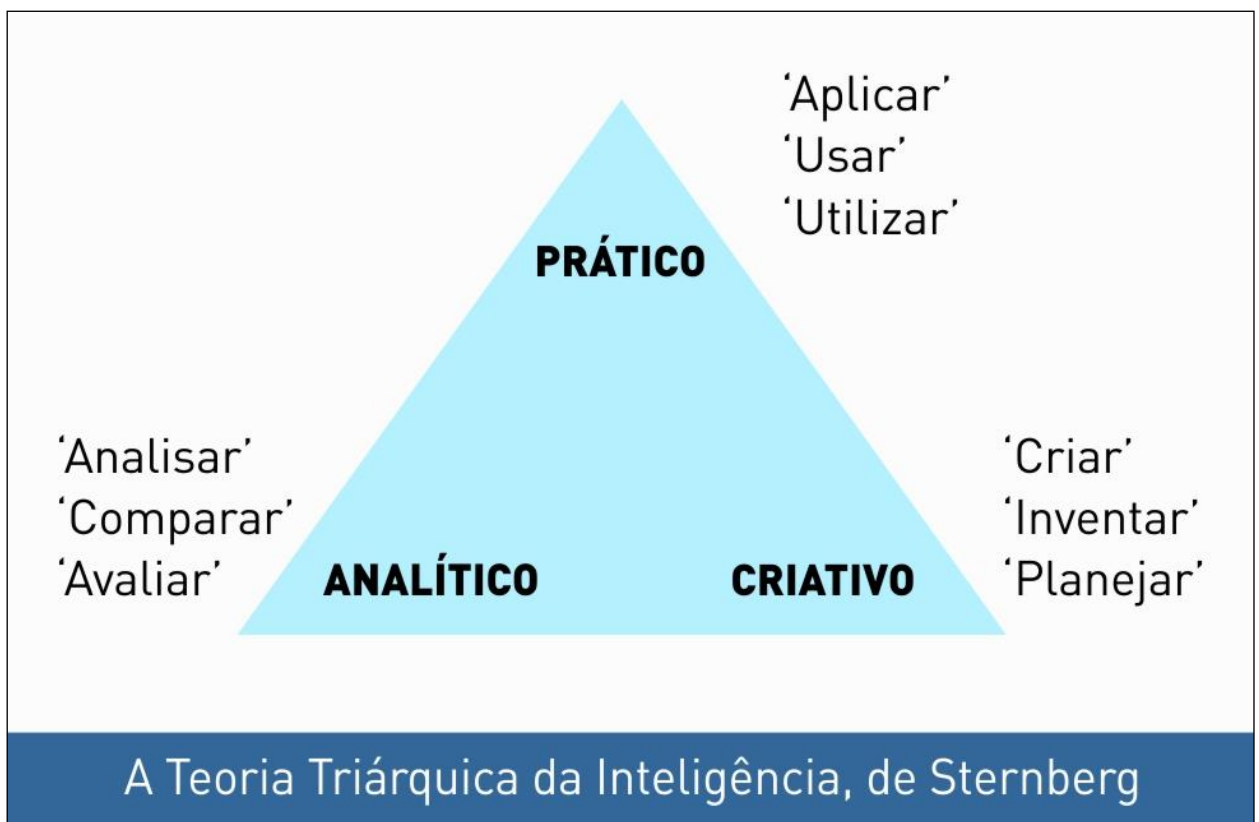 ‘Aplicar’
‘Usar’
‘Utilizar’
PRÁTICO
‘Analisar’
‘Comparar’
‘Avaliar’
ANALÍTICO
CRIATIVO
‘Criar’
‘Inventar’
‘Planejar’
A Teoria Triárquica da Inteligência, de Sternberg